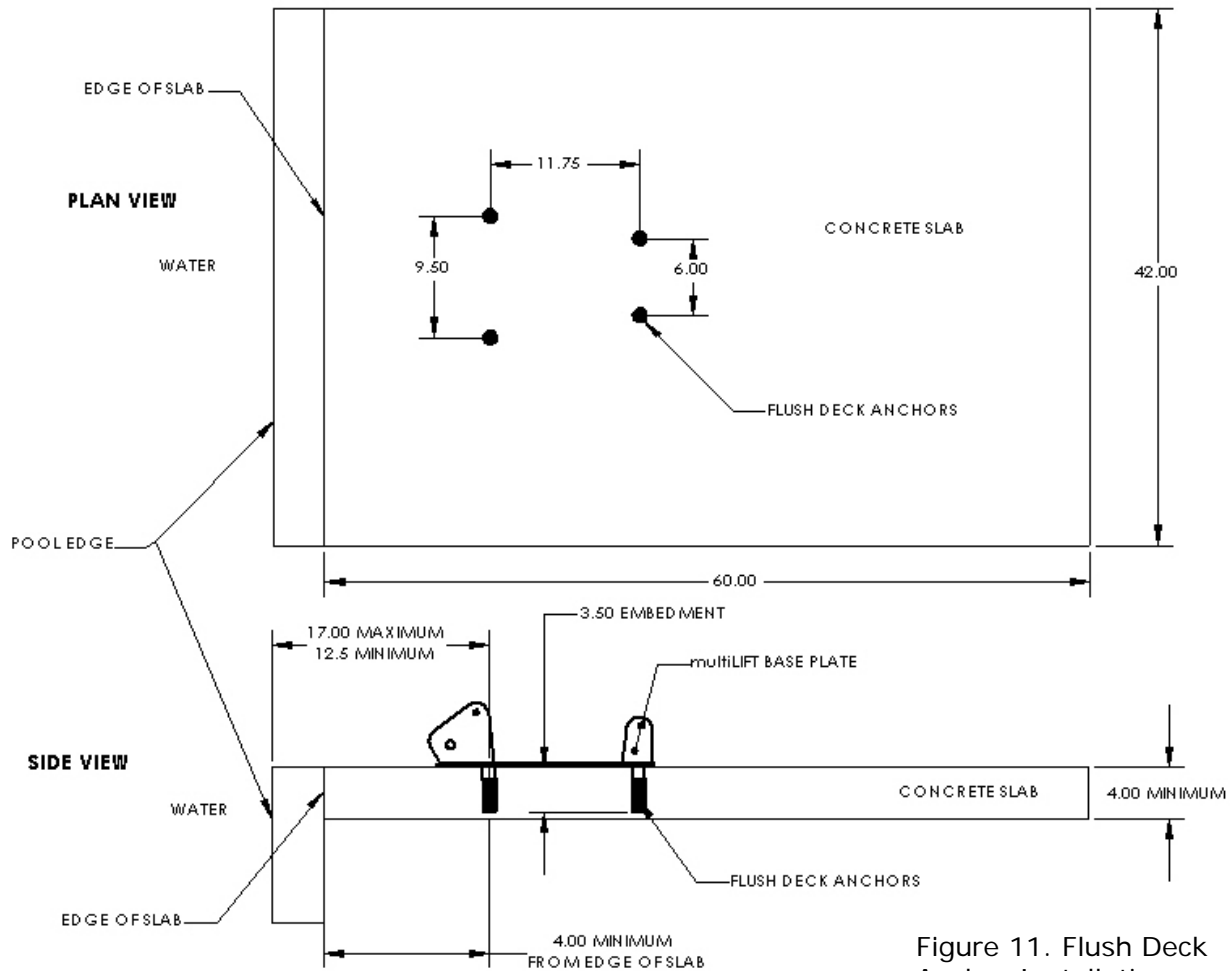 EDGE OF SLAB
PLAN VIEW
WATER
11.75
9.50
6.00
CONCRETE SLAB
42.00
FLUSH DECK ANCHORS
POOL EDGE
60.00
3.50 EMBEDMENT
17.00 MAXIMUM
12.5 MINIMUM
multiLIFT BASE PLATE
SIDE VIEW
WATER
CONCRETE SLAB
4.00 MINIMUM
FLUSH DECK ANCHORS
EDGE OF SLAB
4.00 MINIMUM
FROM EDGE OF SLAB
Figure 11. Flush Deck